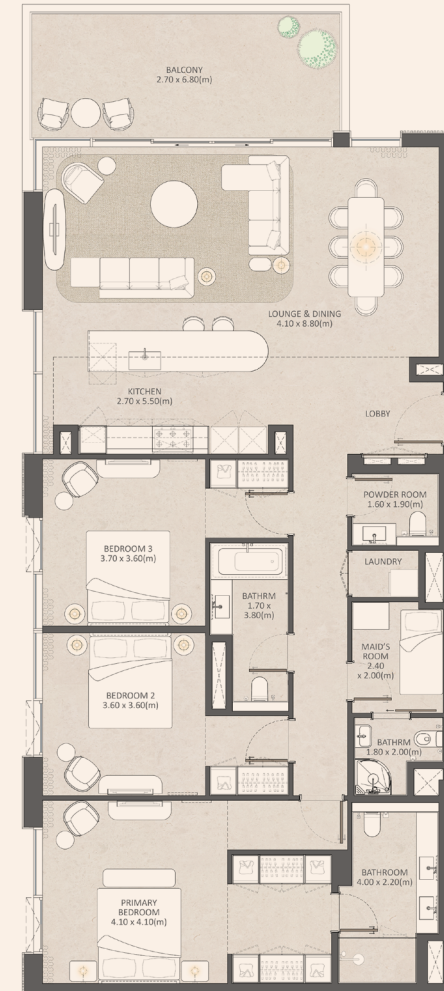 BALCONY
2.70 x 6.80(m)
LOUNGE & DINING
4.10 x 8.80(m)
KITCHEN
2.70 x 5.50(m)
LOBBY
POWDER ROOM
1.60 x 1.90(m)
BEDROOM 3
3.70 x 3.60(m)
LAUNDRY
BATHRM
1.70 x
3.80(m)
MAID'S
ROOM
2.40
x 2.00(m)
BEDROOM 2
3.60 x 3.60(m)
BATHRM
1.80 x 2.00(m)
BATHROOM
4.00 x 2.20(m)
PRIMARY
BEDROOM
4.10 x 4.10(m)